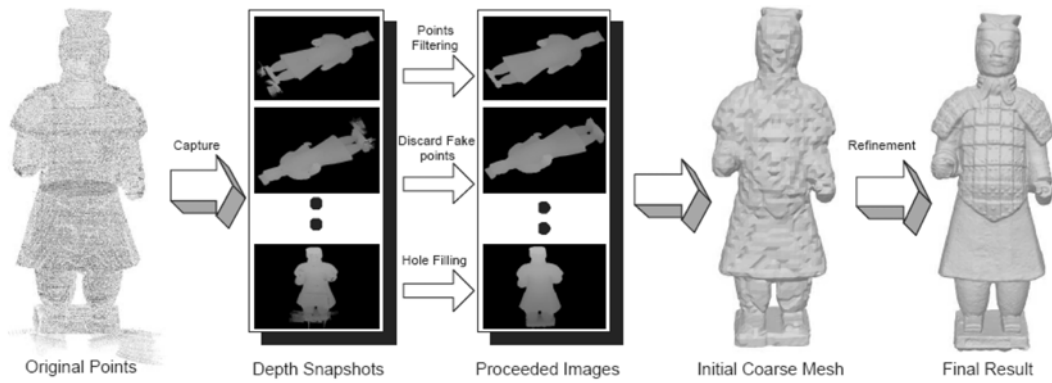 Points
Filtering
Capture
Discard Fake
points
Refinement
Hole Filling
Original Points
Depth Snapshots
Proceeded Images
Initial Coarse Mesh
Final Result